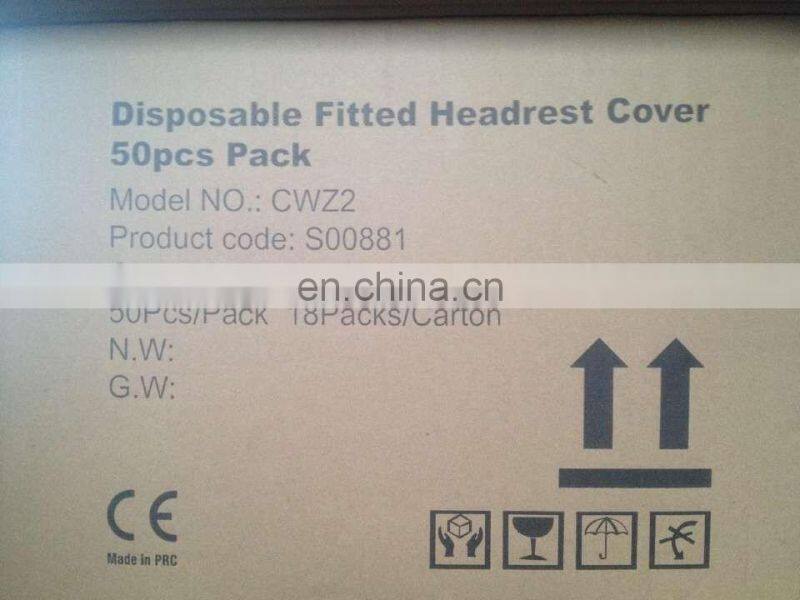 Disposable Fitted Headrest Cover
50pcs Pack
Model NO.: CWZ2
Product code: S00881
en.china.cn
50Pcs/Pack 18Packs/Carton
N.W:
G.W:
CE
Made in PRC